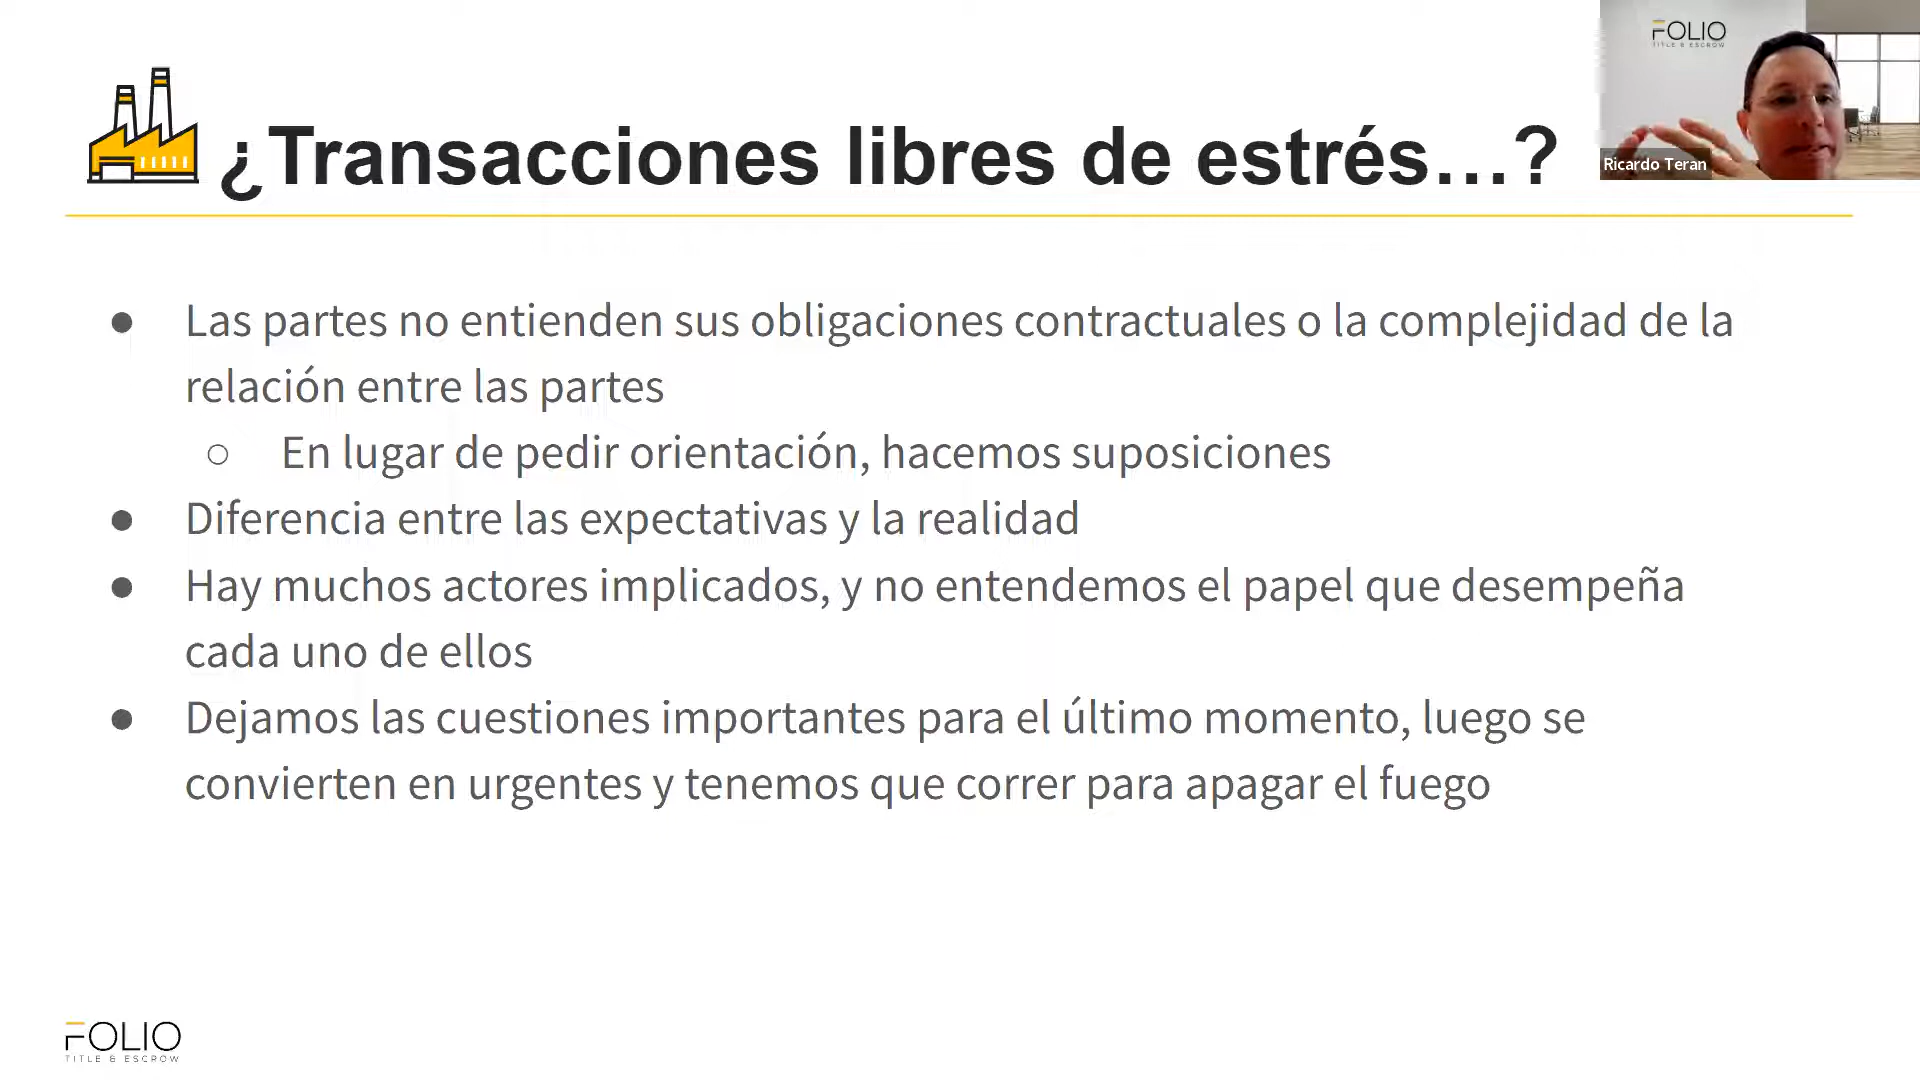 FOLIO
TITLE & ESCROW
¿Transacciones libres de estrés...?
Ricardo Teran
● Las partes no entienden sus obligaciones contractuales o la complejidad de la
relación entre las partes
○ En lugar de pedir orientación, hacemos suposiciones
● Diferencia entre las expectativas y la realidad
● Hay muchos actores implicados, y no entendemos el papel que desempeña
cada uno de ellos
● Dejamos las cuestiones importantes para el último momento, luego se
convierten en urgentes y tenemos que correr para apagar el fuego
FOLIO
TITLE & ESCROW